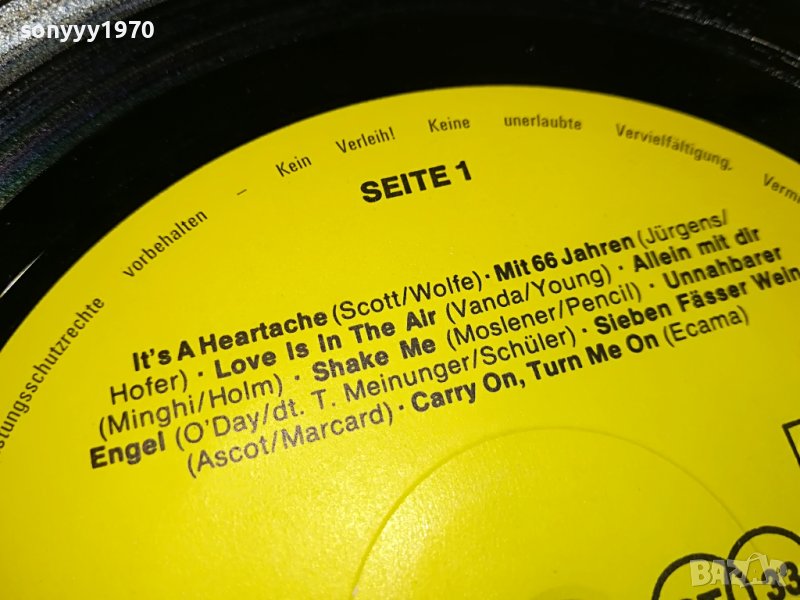 sonyyy1970
stungsschutzrechte vorbehalten – Kein Verleih! Keine unerlaubte Vervielfältigung, Verm
SEITE 1
It's A Heartache (Scott/Wolfe) · Mit 66 Jahren (Jürgens/
Hofer) · Love Is In The Air (Vanda/Young) · Allein mit dir
(Minghi/Holm) · Shake Me (Moslener/Pencil) · Unnahbarer
Engel (O'Day/dt. T. Meinunger/Schüler) · Sieben Fässer Wein
(Ascot/Marcard) · Carry On, Turn Me On (Ecama)
33
BAZAR